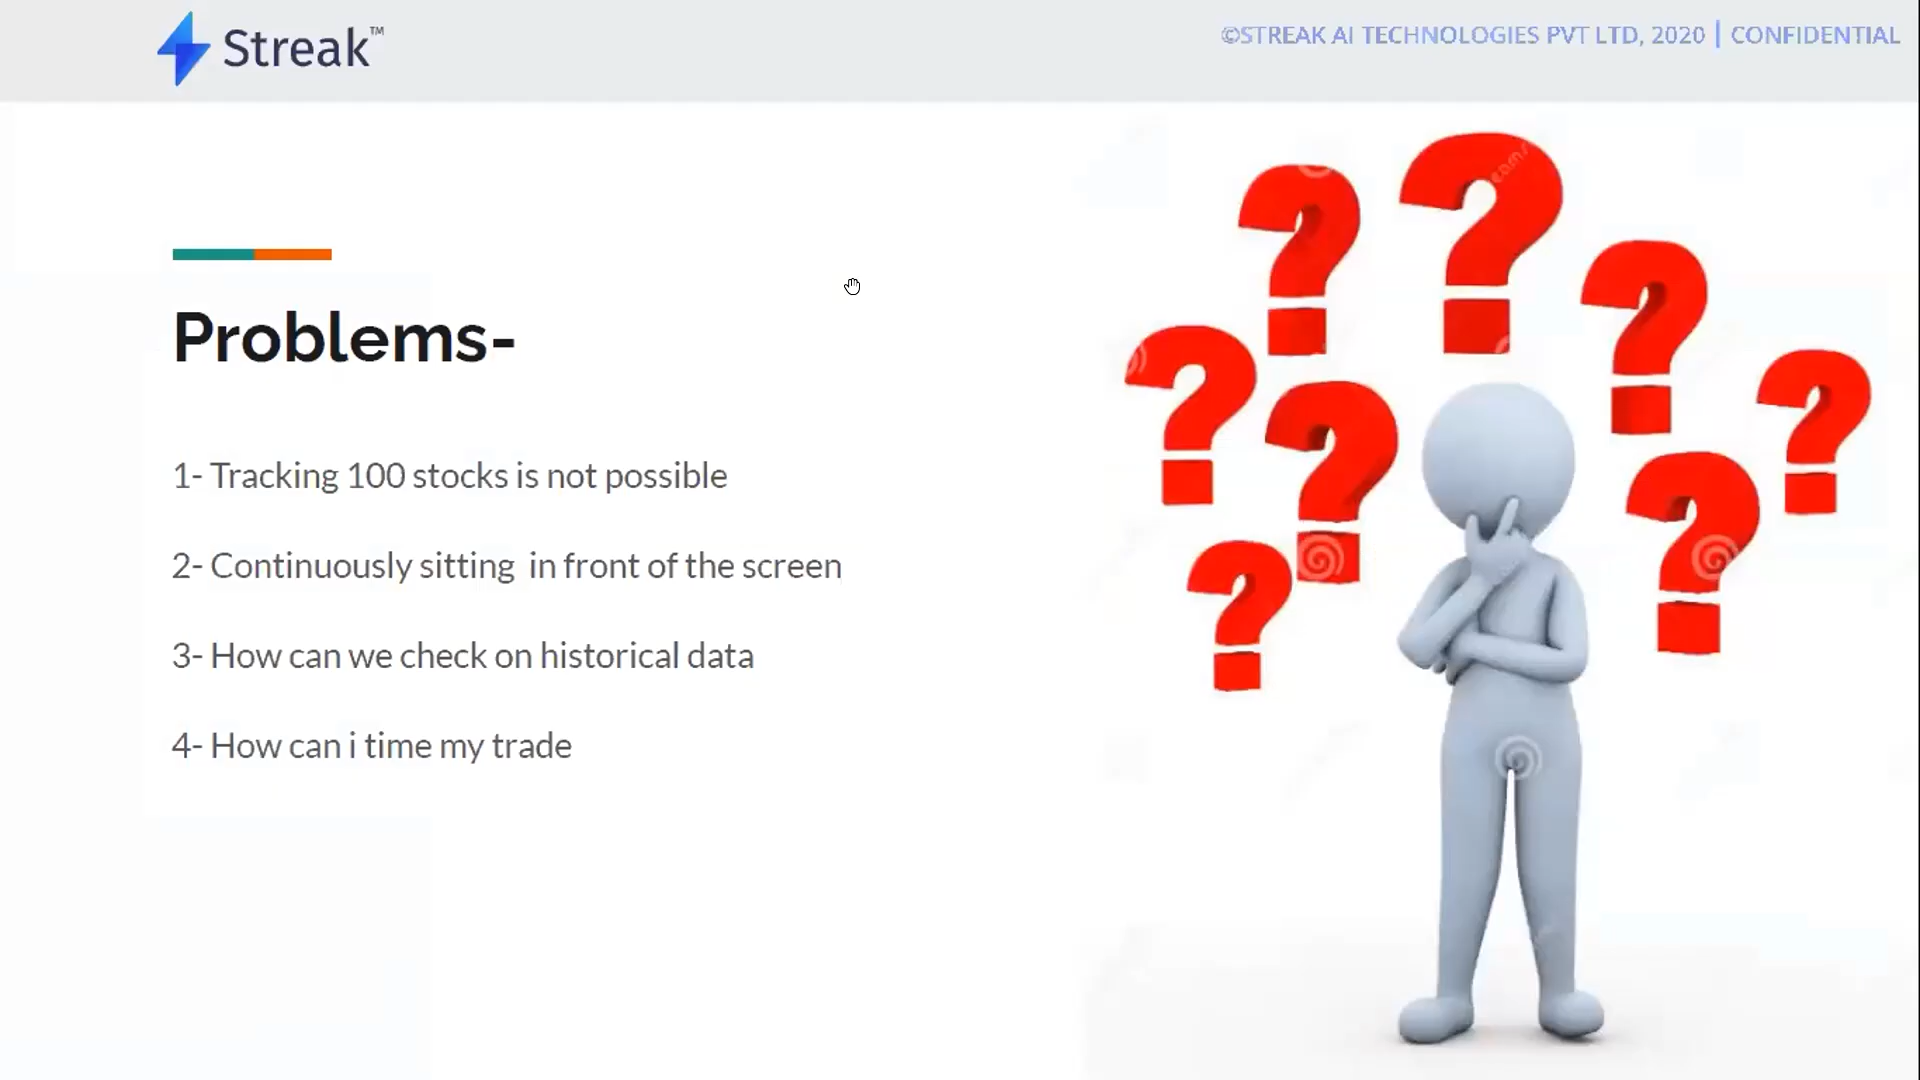 Streak™
©STREAK AI TECHNOLOGIES PVT LTD, 2020 | CONFIDENTIAL
Problems-
1- Tracking 100 stocks is not possible
2- Continuously sitting  in front of the screen
3- How can we check on historical data
4- How can i time my trade
? ? ? ? ? ? ? ?